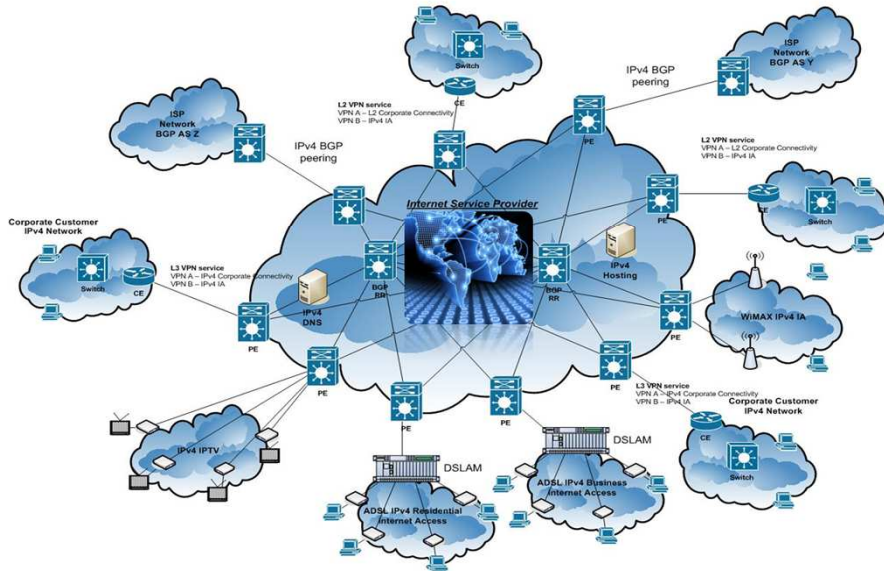 ISP
Network
BGP AS Y
IPv4 BGP
peering
Switch
CE
L2 VPN service
VPN A – L2 Corporate Connectivity
VPN B – IPv4 IA
ISP
Network
BGP AS Z
IPv4 BGP
peering
PE
L2 VPN service
VPN A – L2 Corporate Connectivity
VPN B – IPv4 IA
CE
Switch
PE
Internet Service Provider
Corporate Customer
IPv4 Network
Switch
CE
L3 VPN service
VPN A – IPv4 Corporate Connectivity
VPN B – IPv4 IA
PE
IPv4
DNS
BGP
RR
BGP
RR
IPv4
Hosting
WiMAX IPv4 IA
PE
PE
PE
PE
PE
L3 VPN service
VPN A – IPv4 Corporate Connectivity
VPN B – IPv4 IA
Corporate Customer
IPv4 Network
CE
Switch
IPv4 IPTV
DSLAM
ADSL IPv4 Residential
Internet Access
DSLAM
ADSL IPv4 Business
Internet Access